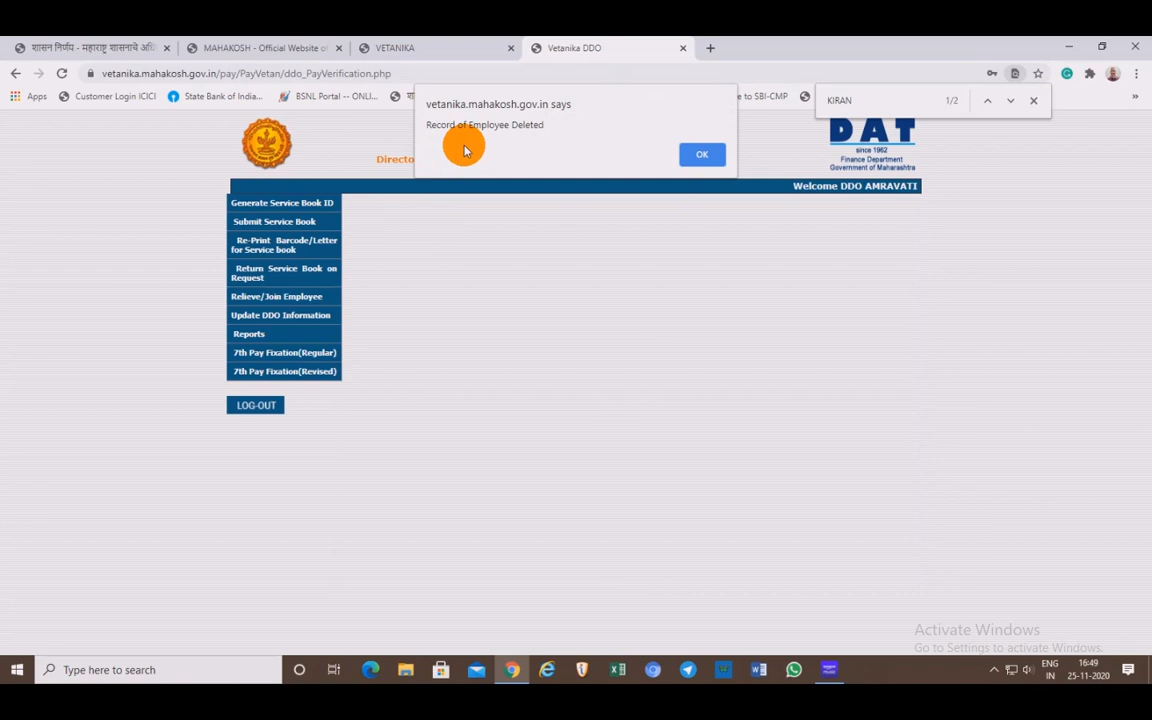 शासन निर्णय - महाराष्ट्र शासनाचे अधि
MAHAKOSH - Official Website of
VETANIKA
Vetanika DDO
vetanika.mahakosh.gov.in/pay/PayVetan/ddo_PayVerification.php
Apps
Customer Login ICICI
State Bank of India...
BSNL Portal -- ONLI...
e to SBI-CMP
KIRAN
1/2
vetanika.mahakosh.gov.in says
Record of Employee Deleted
OK
Directo
DAT
since 1962
Finance Department
Government of Maharashtra
Welcome DDO AMRAVATI
Generate Service Book ID
Submit Service Book
Re-Print Barcode/Letter
for Service book
Return Service Book on
Request
Relieve/Join Employee
Update DDO Information
Reports
7th Pay Fixation(Regular)
7th Pay Fixation(Revised)
LOG-OUT
Activate Windows
Go to Settings to activate Windows.
Type here to search
ENG
IN
16:49
25-11-2020